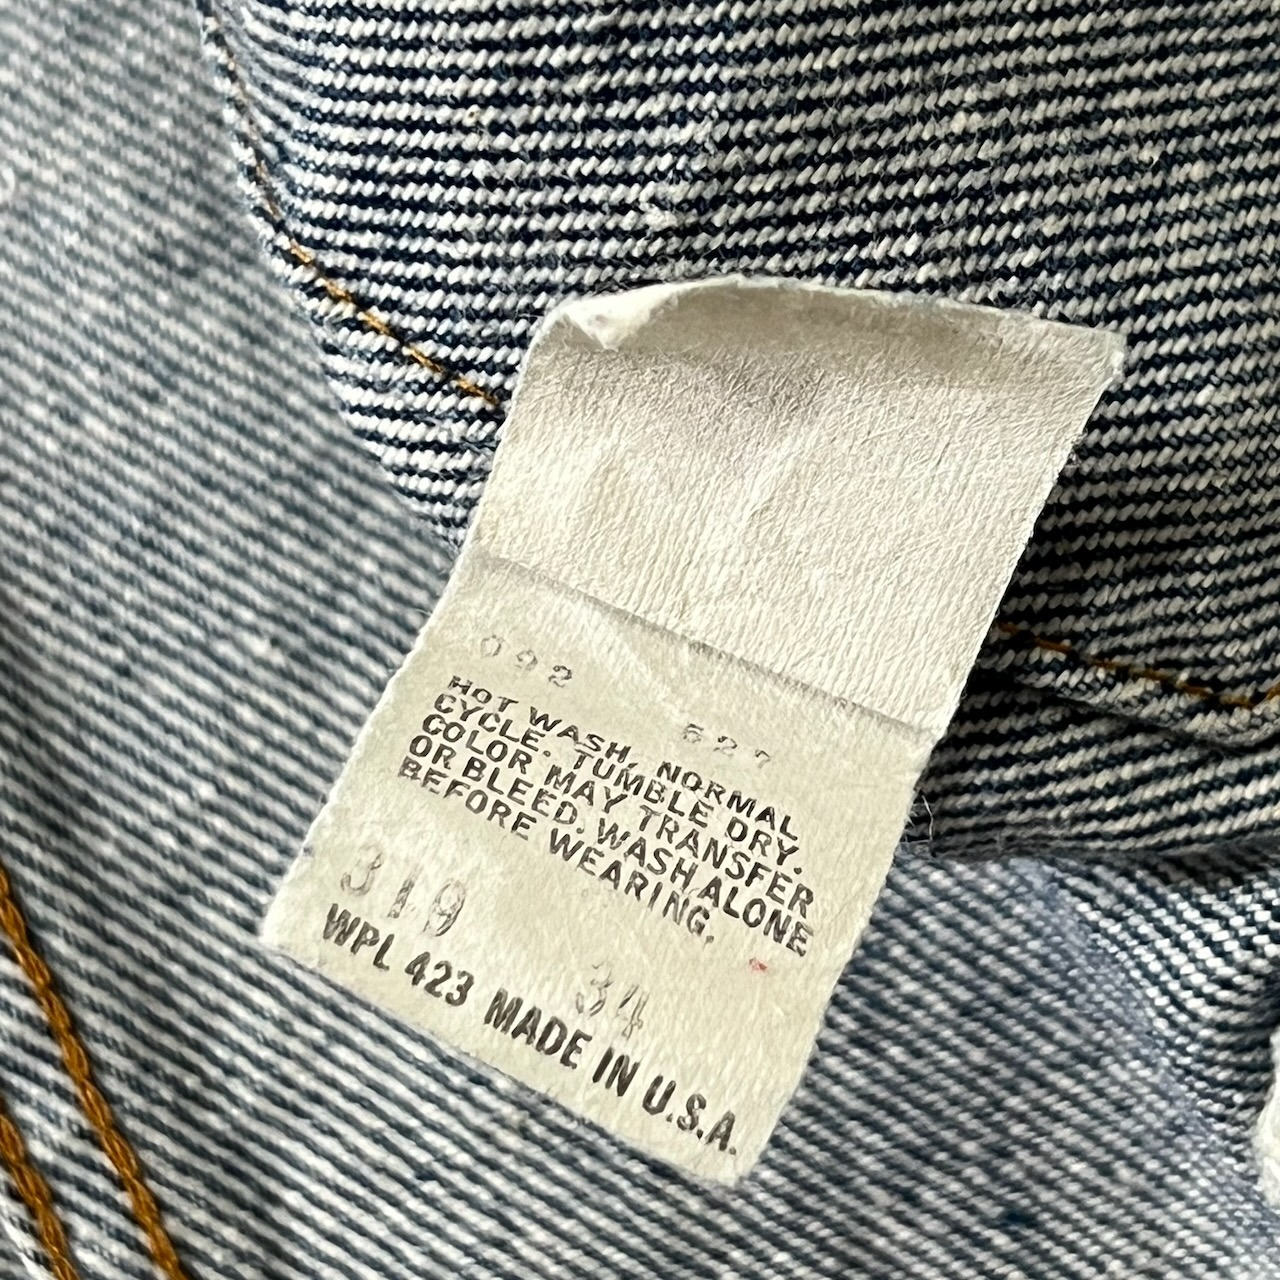 092 527
HOT WASH, NORMAL
CYCLE. TUMBLE DRY.
COLOR MAY TRANSFER
OR BLEED. WASH ALONE
BEFORE WEARING.
319 34
WPL 423 MADE IN U.S.A.